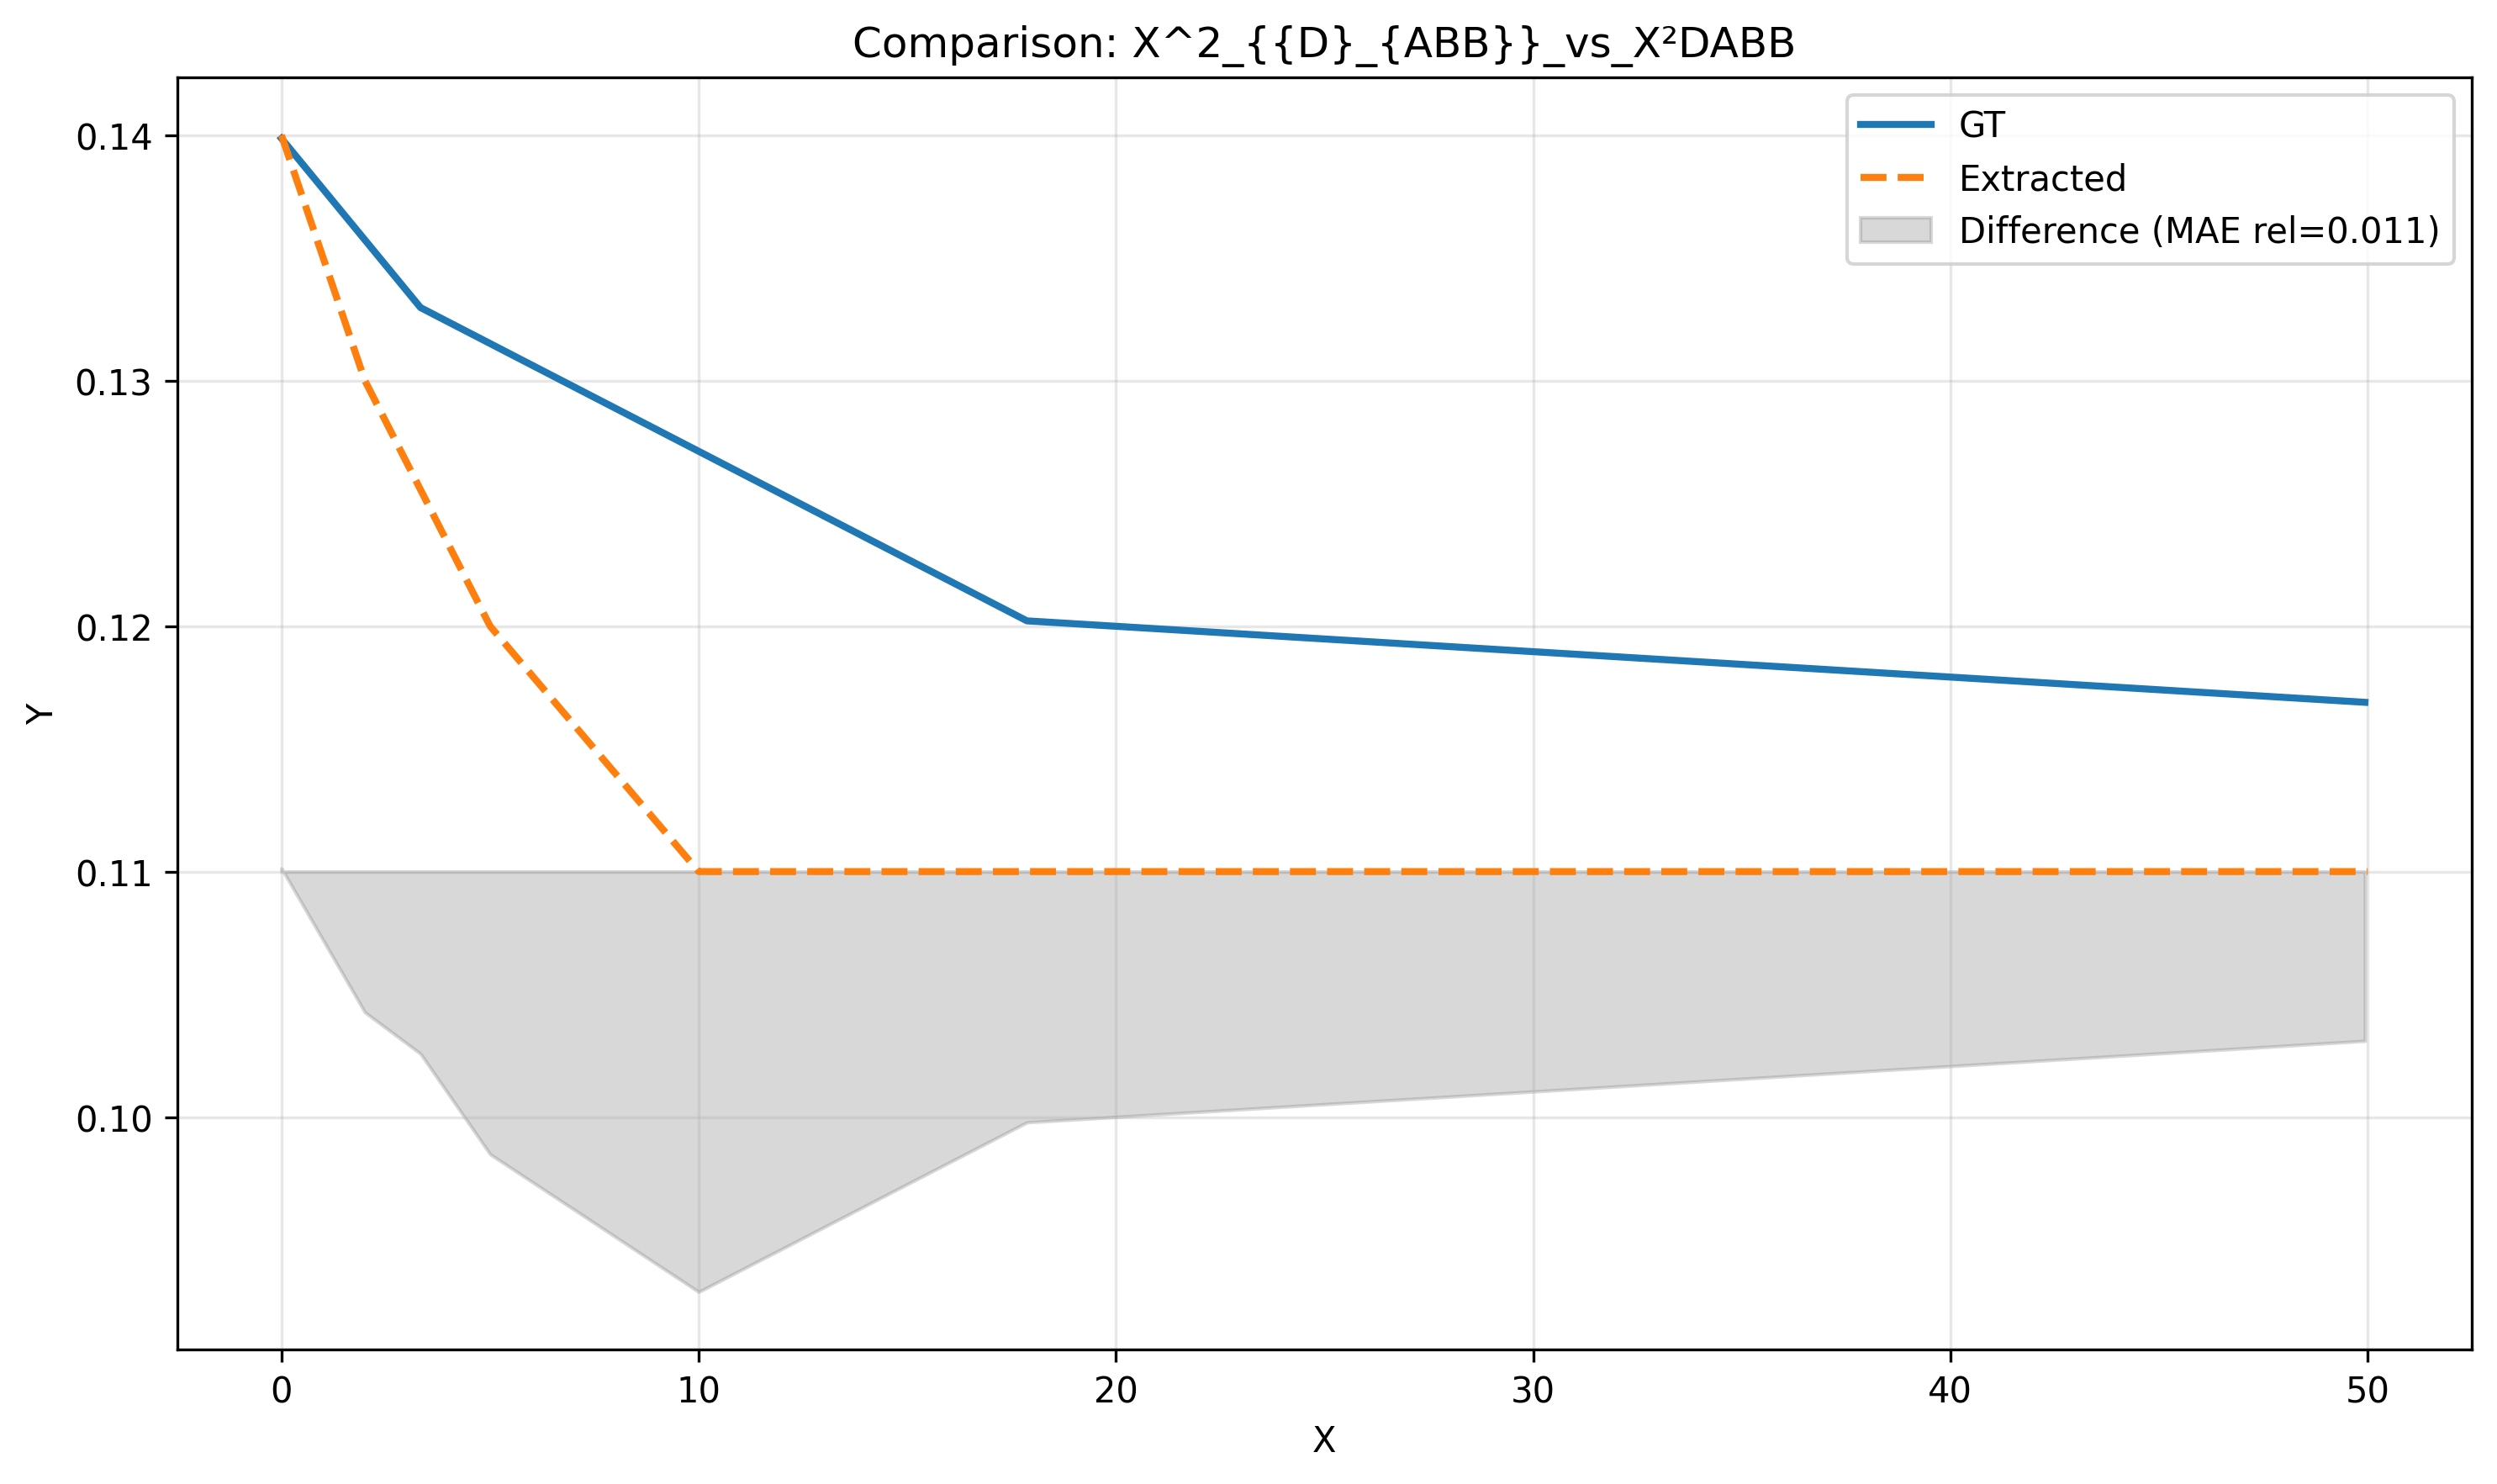 Comparison: X^2_{{D}_{ABB}}_vs_X²DABB
GT
Extracted
Difference (MAE rel=0.011)
0.14
0.13
0.12
0.11
0.10
Y
0 10 20 30 40 50
X